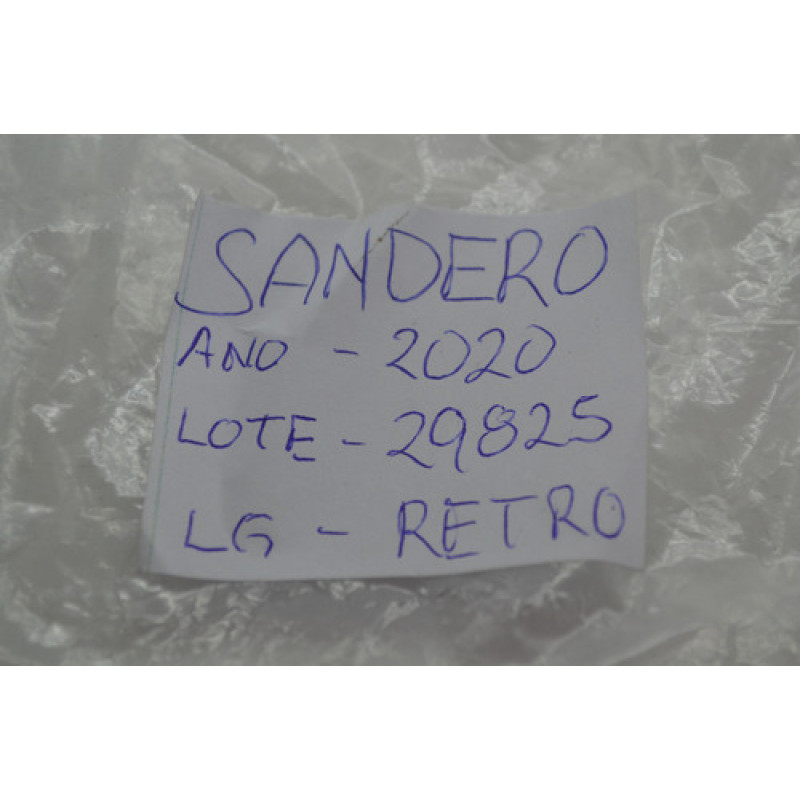 SANDERO
ANO - 2020
LOTE - 29825
LG - RETRO